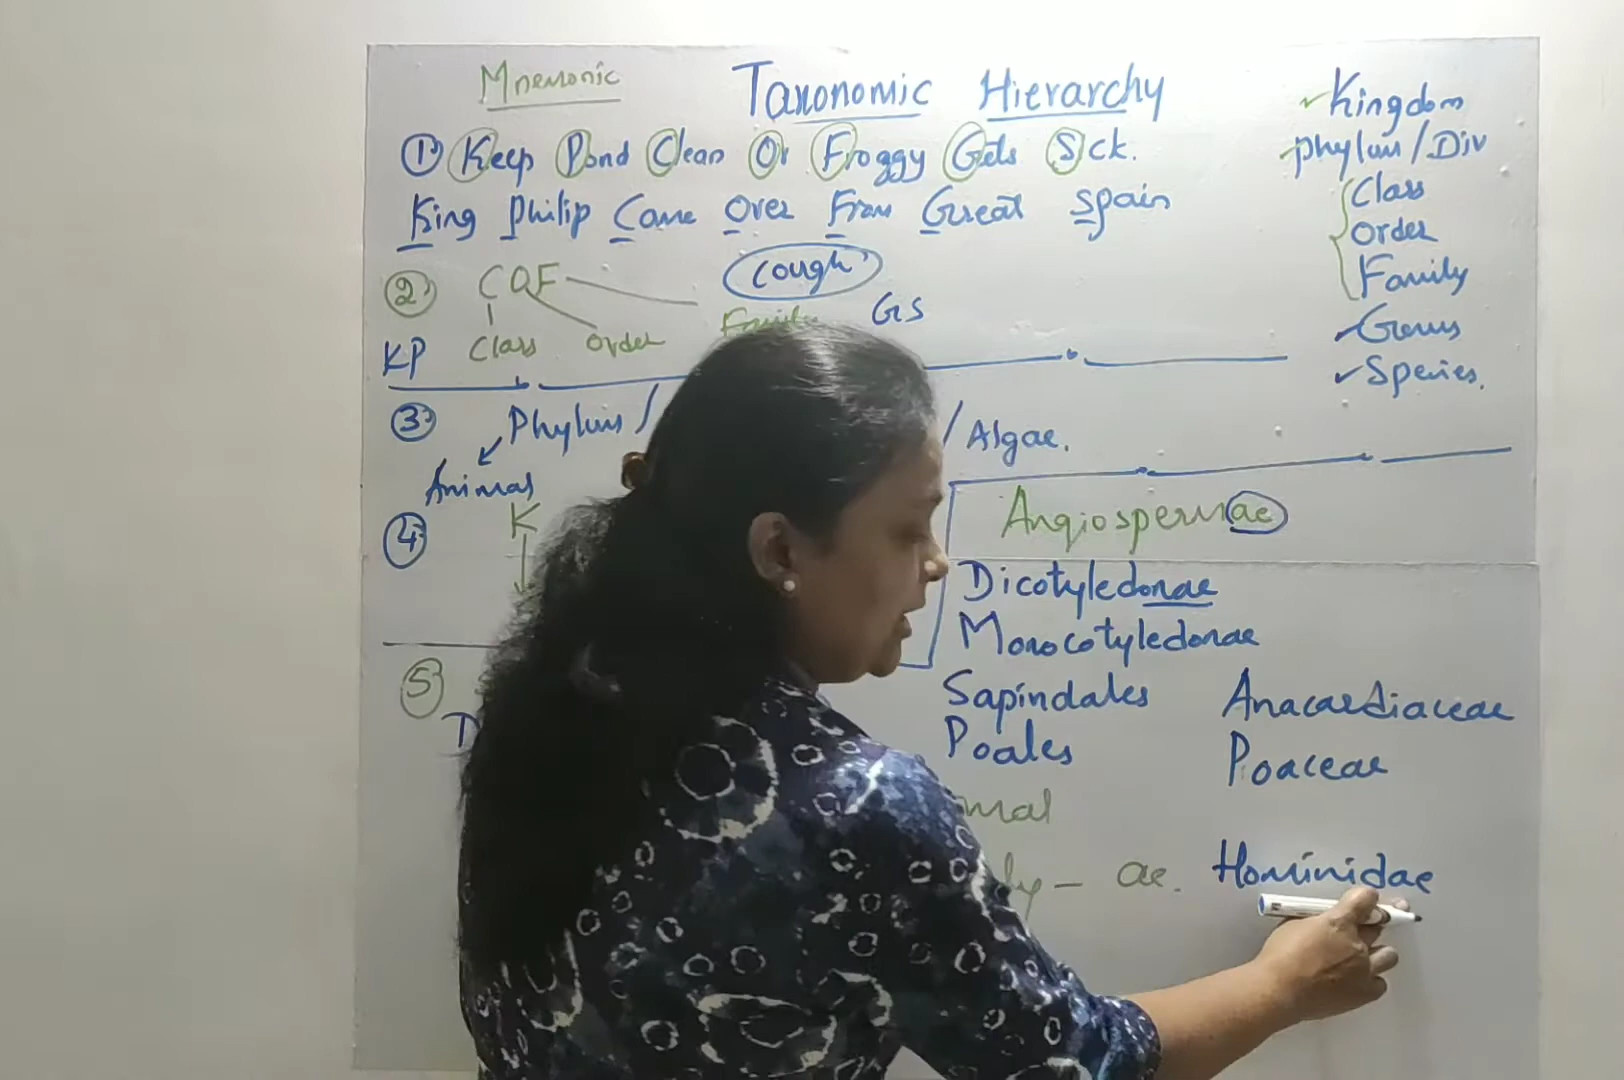 Mnemonic
Taxonomic Hierarchy
① Keep Pond Clean Or Froggy Gets Sck.
King Philip Came Over From Great Spain
② COF
Cough
Class Order Family GS
KP
③ Phylum / / Algae.
Animal
④ K
Angiospermae
Dicotyledonae
Monocotyledonae
⑤
Sapindales Anacardiaceae
Poales Poaceae
ae. Hominidae
Kingdom
phylum/Div
Class
Order
Family
Genus
Species.